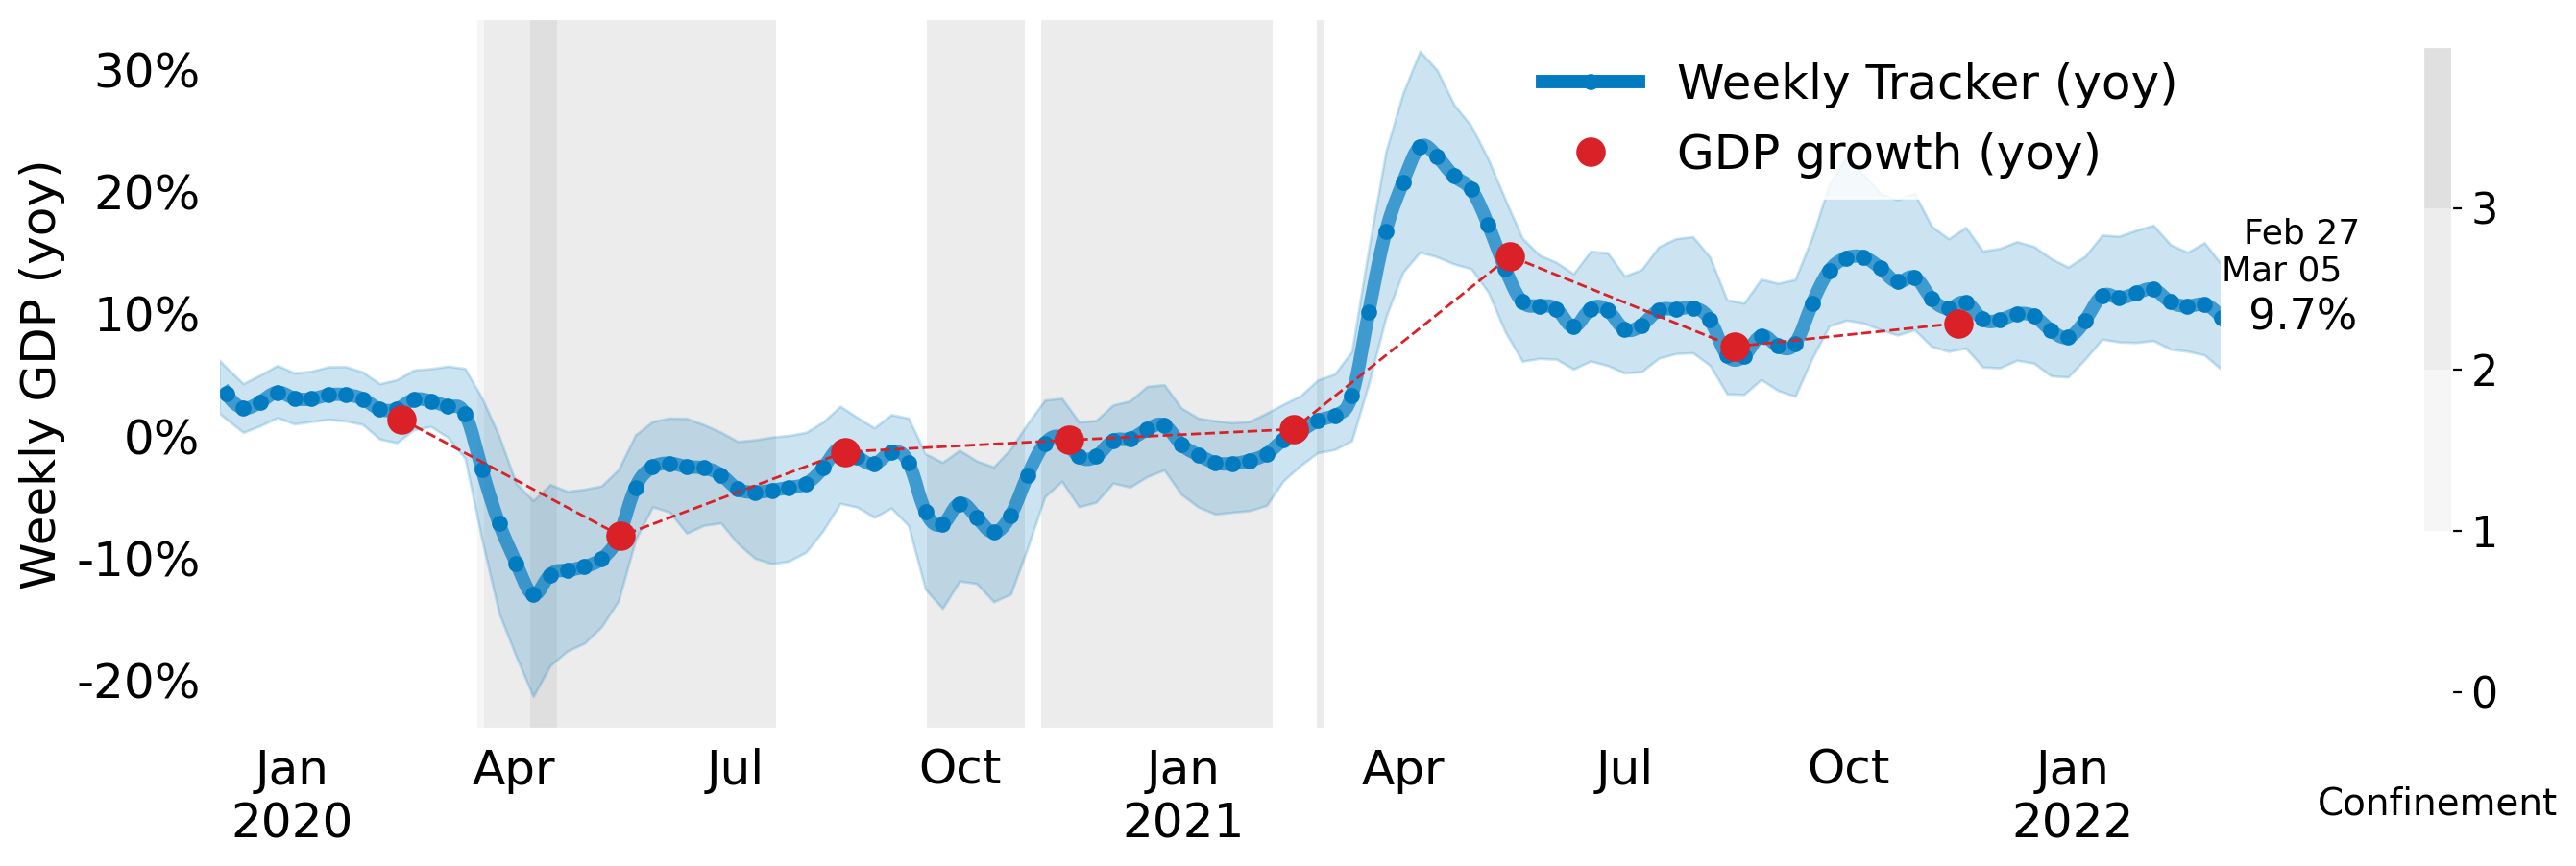 Weekly GDP (yoy)
30%
20%
10%
0%
-10%
-20%
Weekly Tracker (yoy)
GDP growth (yoy)
Feb 27
Mar 05
9.7%
3
2
1
0
Jan Apr Jul Oct Jan Apr Jul Oct Jan
2020 2021 2022
Confinement